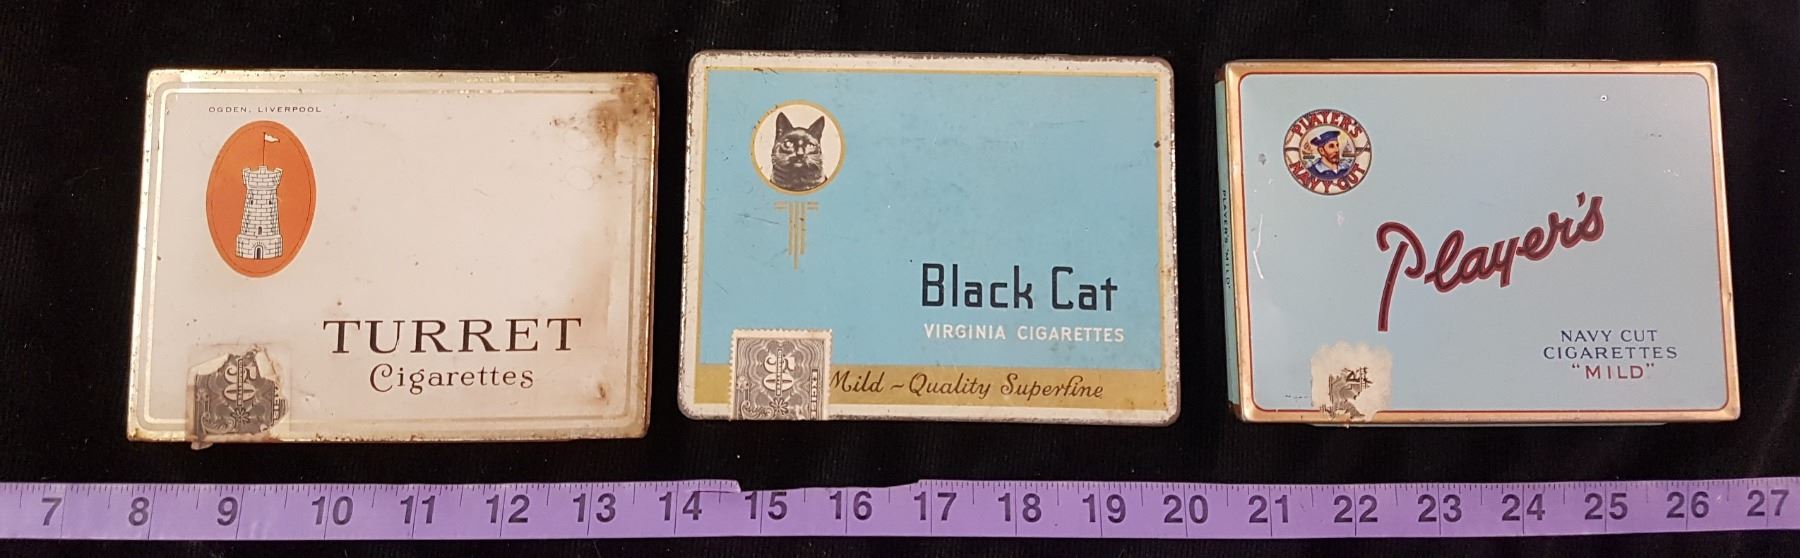 OGDEN, LIVERPOOL
TURRET
Cigarettes
Black Cat
VIRGINIA CIGARETTES
Mild ~ Quality Superfine
PLAYER'S
NAVY CUT
Player's
NAVY CUT
CIGARETTES
"MILD"
PLAYER'S "MILD"
7 8 9 10 11 12 13 14 15 16 17 18 19 20 21 22 23 24 25 26 27